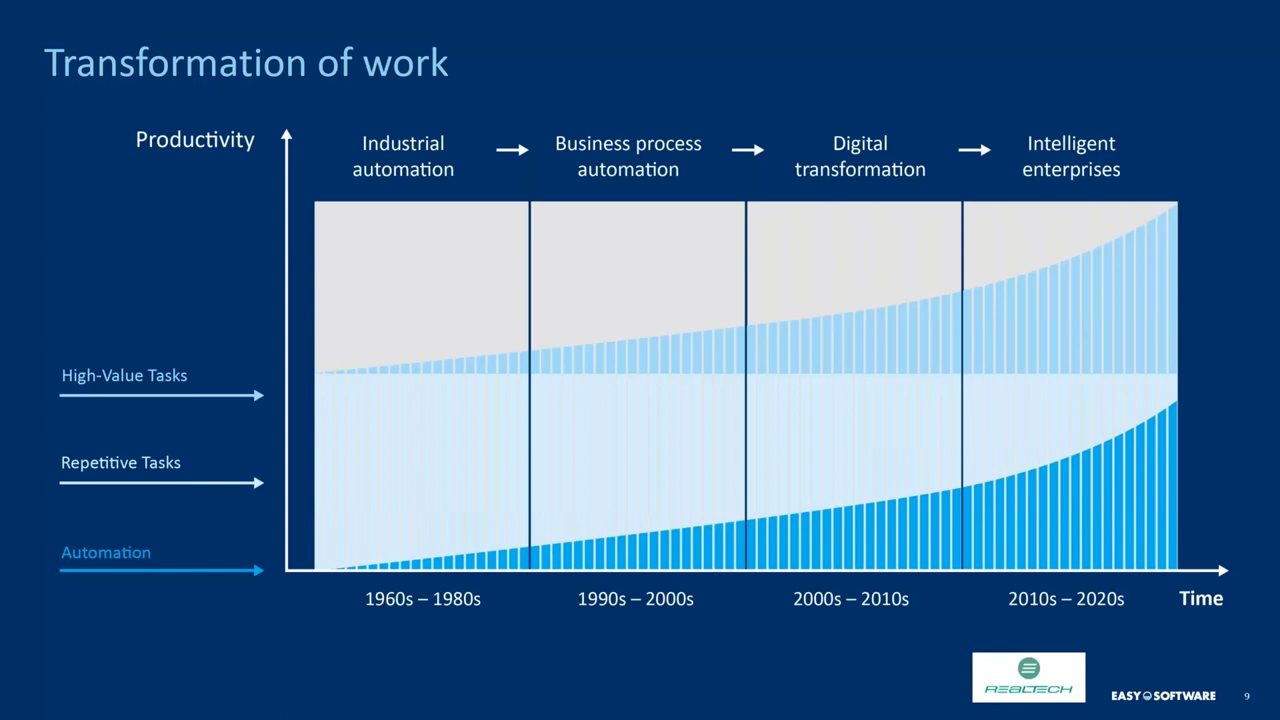 Transformation of work
Productivity
Industrial
automation
Business process
automation
Digital
transformation
Intelligent
enterprises
High-Value Tasks
Repetitive Tasks
Automation
1960s – 1980s
1990s – 2000s
2000s – 2010s
2010s – 2020s
Time
REALTECH
EASY SOFTWARE
9